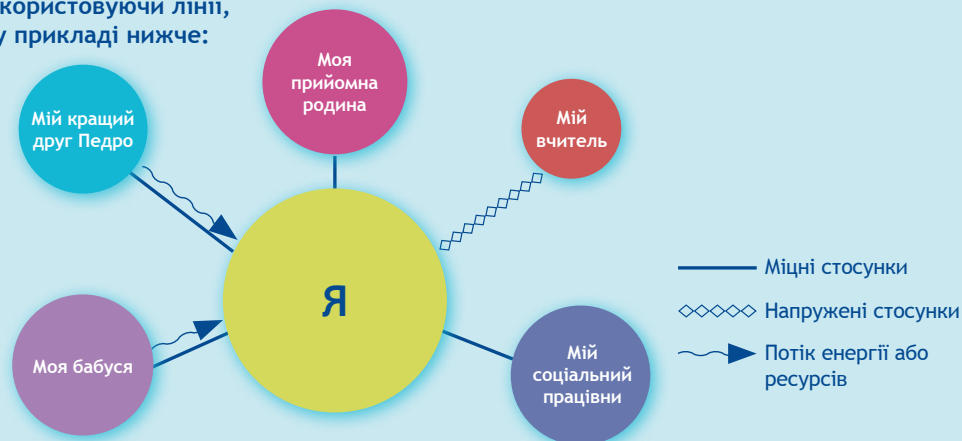 користовуючи лінії,
у прикладі нижче:
Моя
прийомна
родина
Мій кращий
друг Педро
Мій
вчитель
Я
Моя бабуся
Мій
соціальний
працівни
Міцні стосунки
Напружені стосунки
Потік енергії або
ресурсів